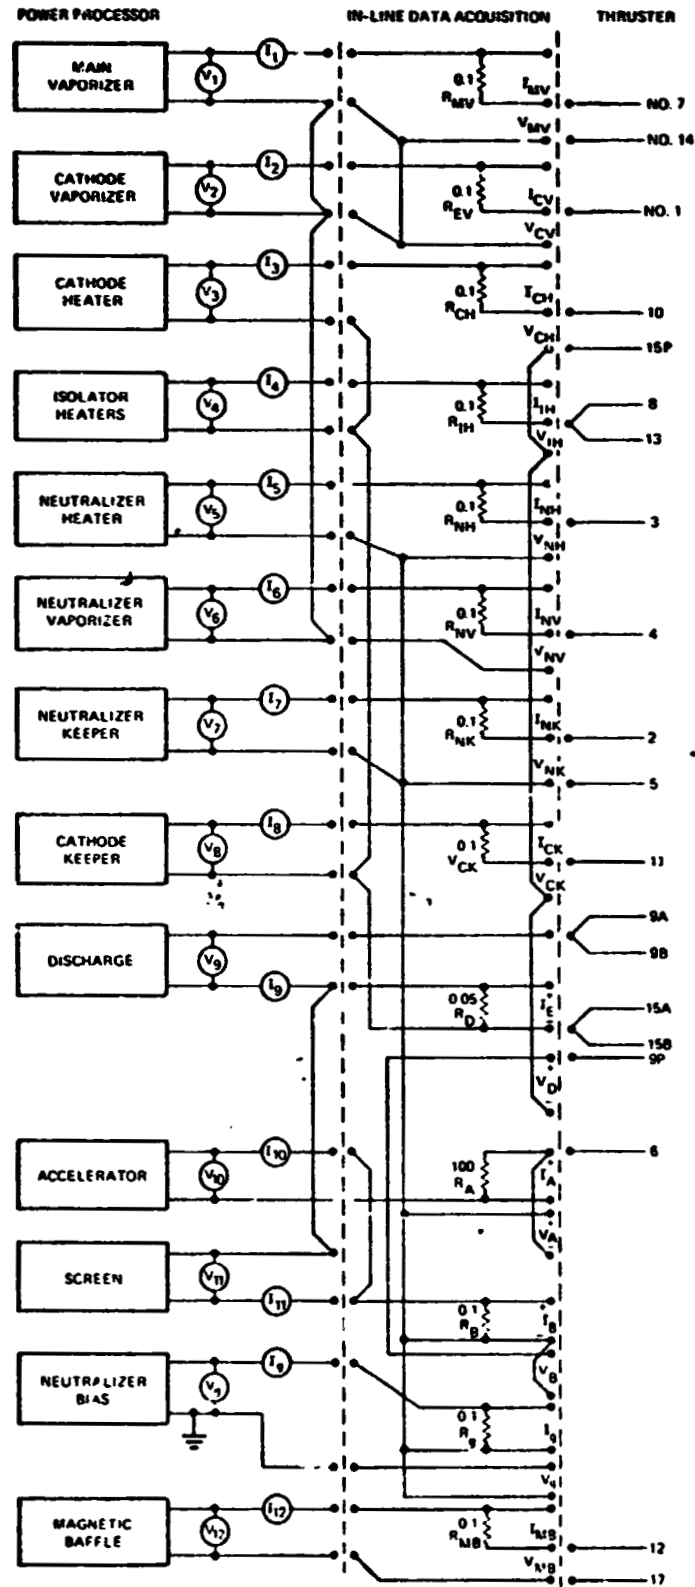 POWER PROCESSOR IN-LINE DATA ACQUISITION THRUSTER
MAIN VAPORIZER
V1
I1
0.1
RMV
IMV
NO. 7
VMV
NO. 14
CATHODE VAPORIZER
V2
I2
0.1
REV
ICV
NO. 1
VCV
CATHODE HEATER
V3
I3
0.1
RCH
ICH
10
VCH
15P
ISOLATOR HEATERS
V4
I4
0.1
RIH
IIH
8
13
VIH
NEUTRALIZER HEATER
V5
I5
0.1
RNH
INH
3
VNH
NEUTRALIZER VAPORIZER
V6
I6
0.1
RNV
INV
4
VNV
NEUTRALIZER KEEPER
V7
I7
0.1
RNK
INK
2
VNK
5
CATHODE KEEPER
V8
I8
0.1
VCK
ICK
11
VCK
DISCHARGE
V9
I9
9A
9B
0.05
RD
+
IE
-
15A
15B
9P
+
VD
-
ACCELERATOR
V10
I10
100
RA
+
IA
-
6
+
VA
-
SCREEN
V11
I11
0.1
RB
+
IB
-
VB
NEUTRALIZER BIAS
Vg
Ig
0.1
Rg
Ig
Vg
MAGNETIC BAFFLE
V12
I12
0.1
RMB
IMB
12
VMB
17